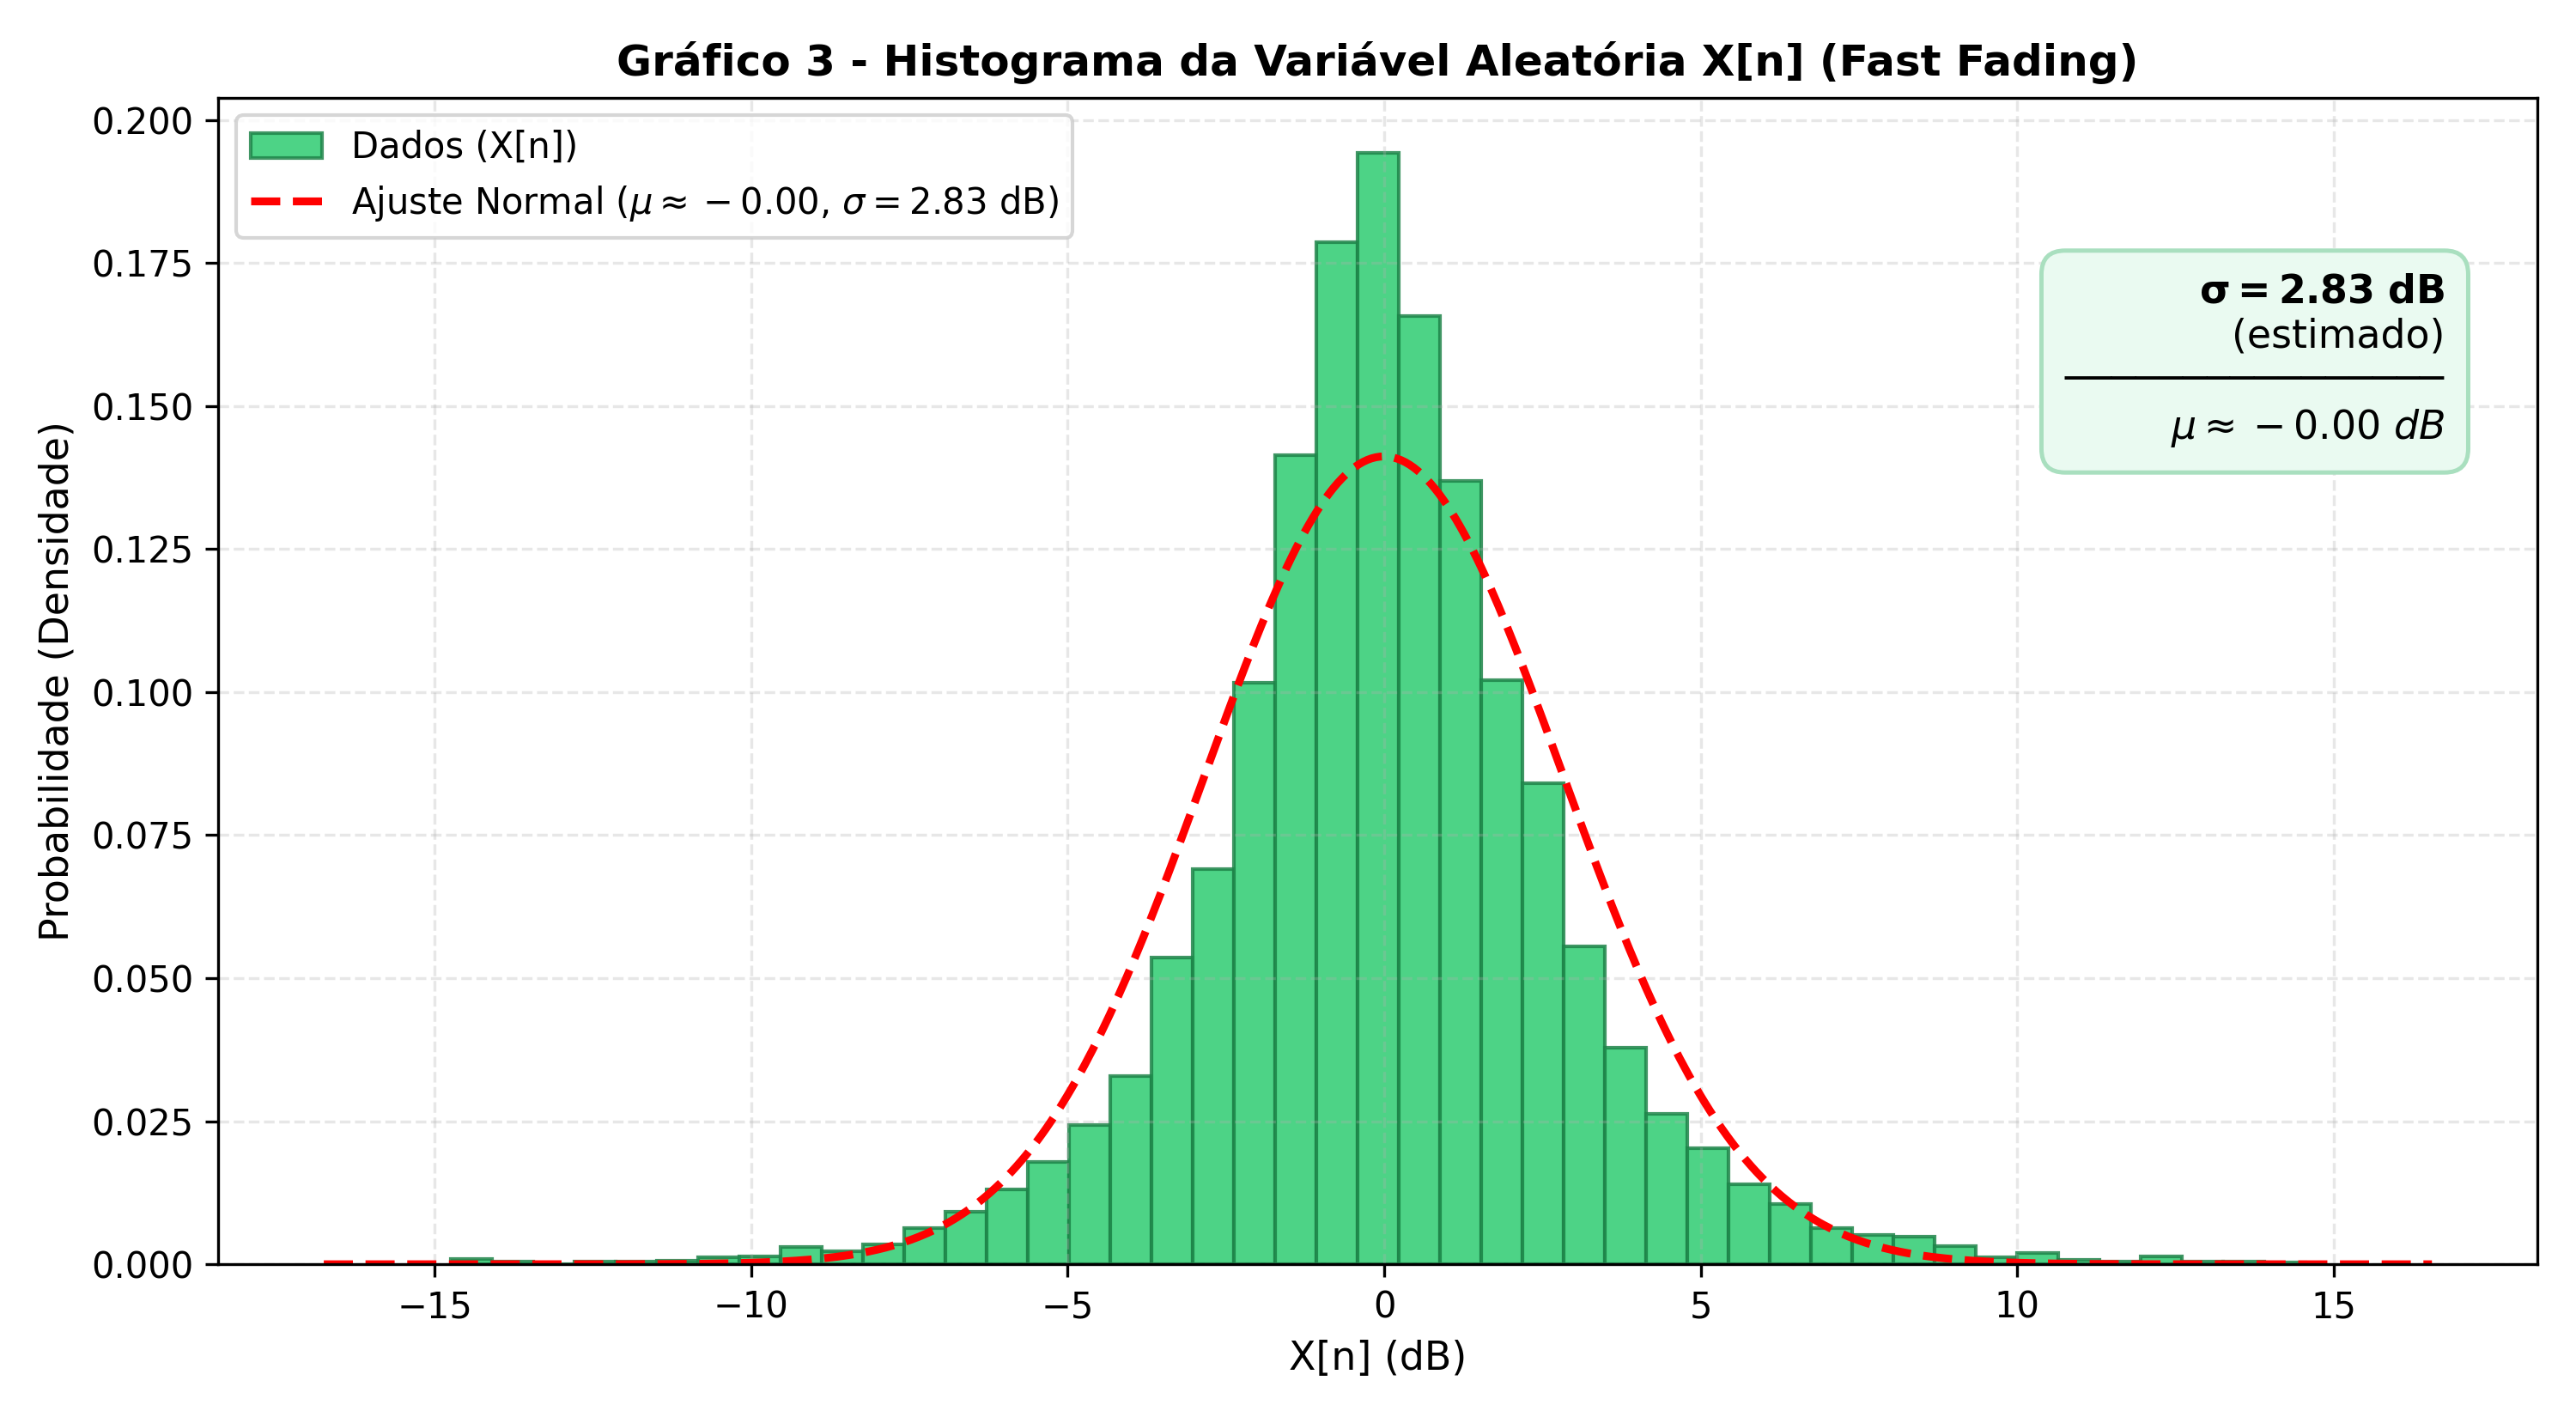 Gráfico 3 - Histograma da Variável Aleatória X[n] (Fast Fading)
Dados (X[n])
Ajuste Normal (μ ≈ −0.00, σ = 2.83 dB)
σ = 2.83 dB
(estimado)
μ ≈ −0.00 dB
Probabilidade (Densidade)
0.200
0.175
0.150
0.125
0.100
0.075
0.050
0.025
0.000
−15 −10 −5 0 5 10 15
X[n] (dB)